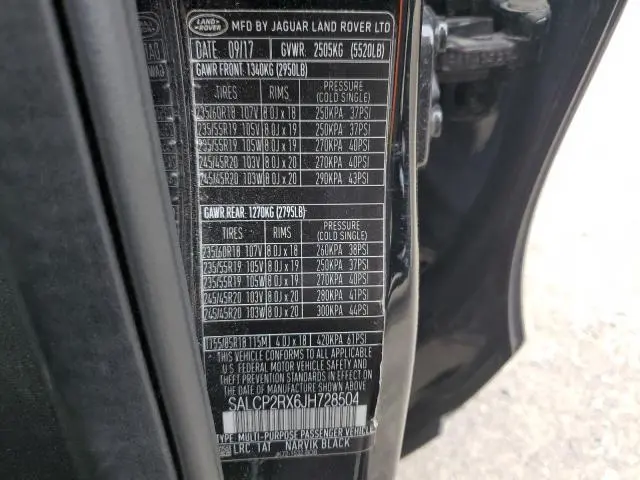 LAND ROVER
MFD BY JAGUAR LAND ROVER LTD
DATE 09/17 GVWR. 2505KG (5520LB)
GAWR FRONT. 1340KG (2950LB)
TIRES RIMS PRESSURE (COLD SINGLE)
235/60R18 107V 8.0J x 18 250KPA 37PSI
235/55R19 105V 8.0J x 19 250KPA 37PSI
235/55R19 105W 8.0J x 19 270KPA 40PSI
245/45R20 103V 8.0J x 20 270KPA 40PSI
245/45R20 103W 8.0J x 20 290KPA 43PSI
GAWR REAR. 1270KG (2795LB)
TIRES RIMS PRESSURE (COLD SINGLE)
235/60R18 107V 8.0J x 18 260KPA 38PSI
235/55R19 105V 8.0J x 19 250KPA 37PSI
235/55R19 105W 8.0J x 19 270KPA 40PSI
245/45R20 103V 8.0J x 20 280KPA 41PSI
245/45R20 103W 8.0J x 20 300KPA 44PSI
T155/85R18 115M 4.0J x 18 420KPA 61PSI
THIS VEHICLE CONFORMS TO ALL APPLICABLE
U.S. FEDERAL MOTOR VEHICLE SAFETY
STANDARDS IN EFFECT ON THE DATE OF
MANUFACTURE SHOWN ABOVE
SALCP2RX6JH728504
TYPE. MULTI-PURPOSE PASSENGER VEHICLE
LRC. 1AT NARVIK BLACK